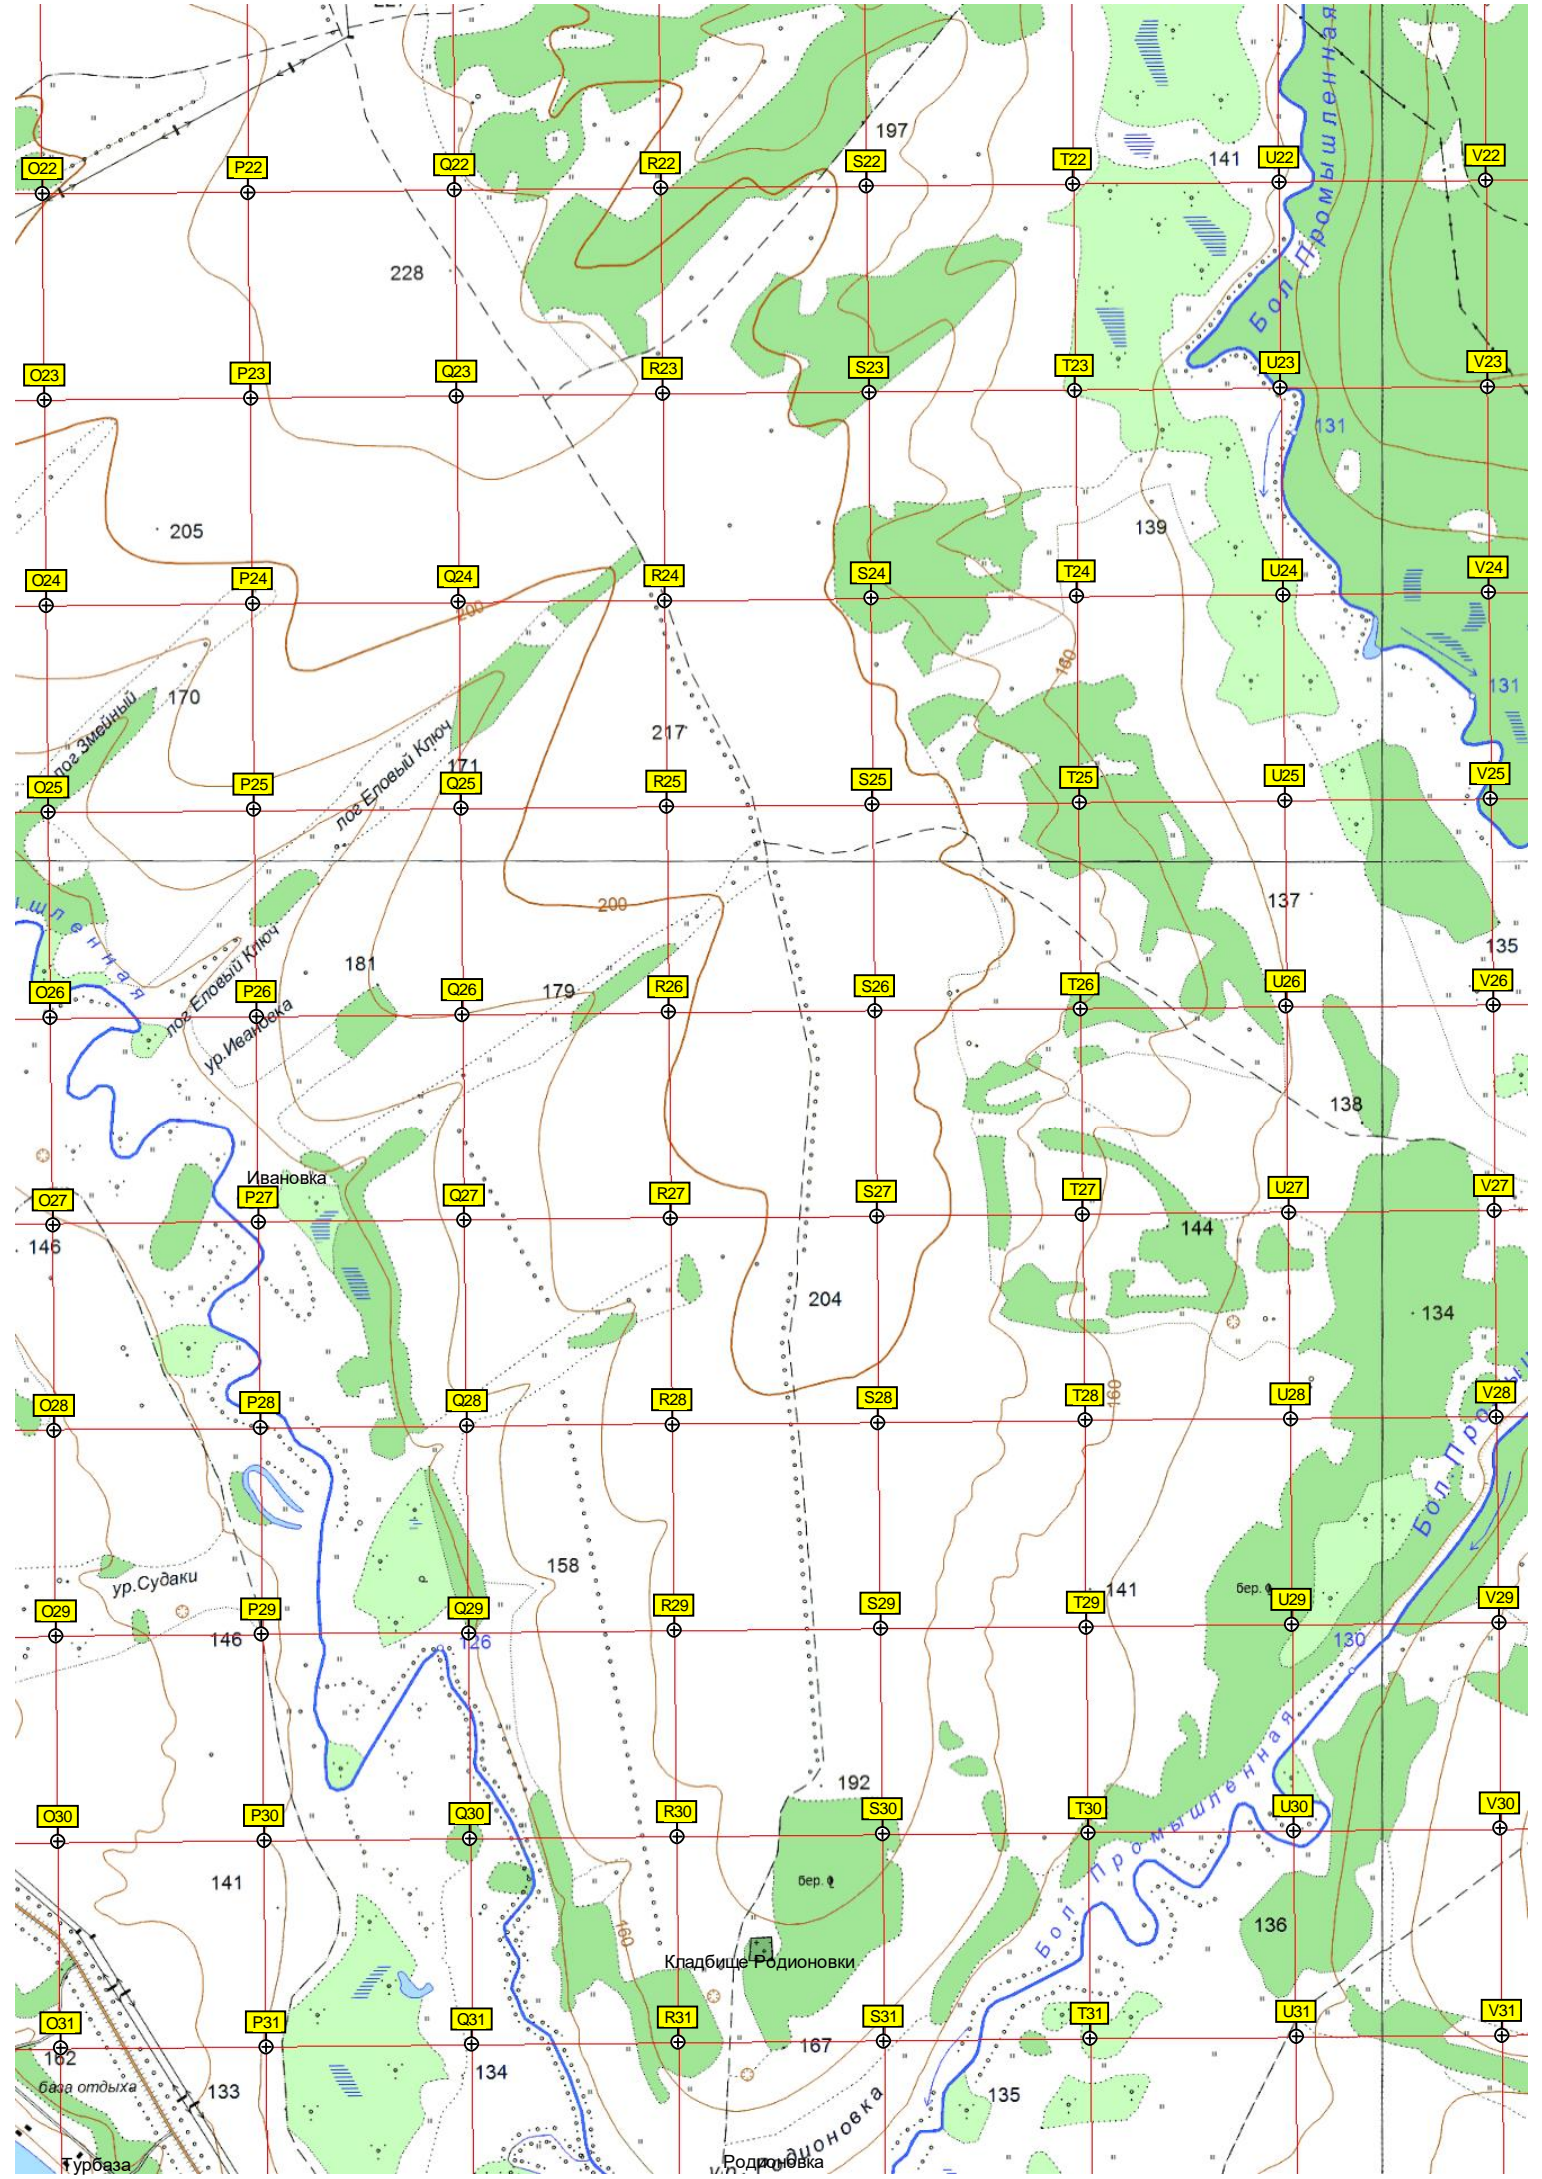 197
O22 P22 Q22 R22 S22 T22 141 U22 V22
Бол Промышленная
228
O23 P23 Q23 R23 S23 T23 U23 V23
131
205
139
O24 P24 Q24 R24 S24 T24 U24 V24
200
160
131
170
лог Змейный
лог Еловый Ключ
217
171
O25 P25 Q25 R25 S25 T25 U25 V25
200
137
135
шленная
лог Еловый Ключ
181
179
O26 P26 Q26 R26 S26 T26 U26 V26
ур.Ивановка
138
Ивановка
O27 P27 Q27 R27 S27 T27 U27 V27
146
144
204
134
O28 P28 Q28 R28 S28 T28 U28 V28
160
Бол Про
158
ур.Судаки
141
бер.
O29 P29 Q29 R29 S29 T29 U29 V29
146
126
130
192
O30 P30 Q30 R30 S30 T30 U30 V30
Бол Промышленная
141
бер.
160
136
Кладбище Родионовки
O31 P31 Q31 R31 S31 T31 U31 V31
162
167
134
база отдыха
133
135
ур. Родионовка
Турбаза
Родионовка